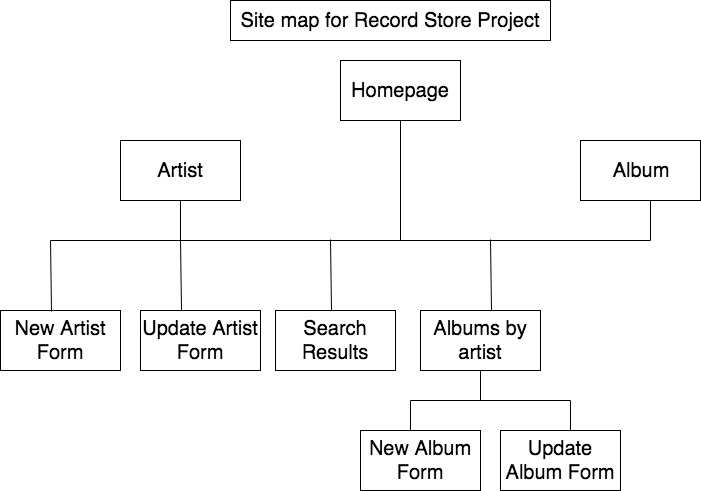 Site map for Record Store Project
Homepage
Artist
Album
New Artist
Form
Update Artist
Form
Search
Results
Albums by
artist
New Album
Form
Update
Album Form